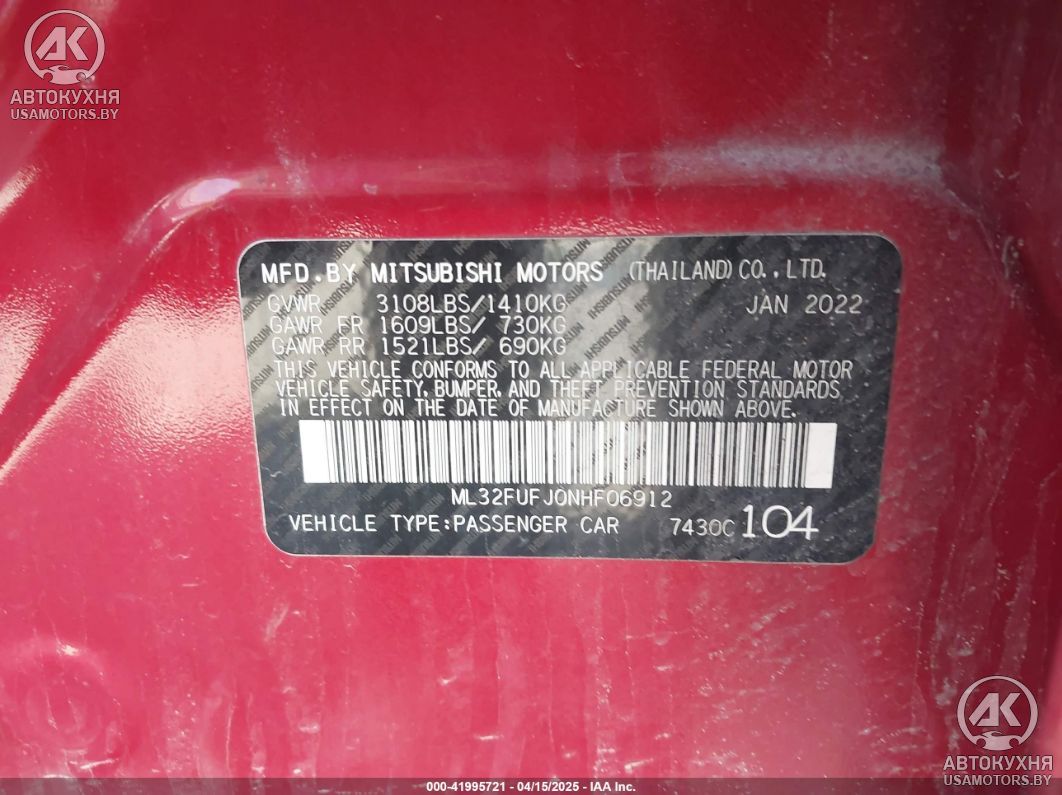 AK
АВТОКУХНЯ
USAMOTORS.BY
MFD.BY MITSUBISHI MOTORS (THAILAND) CO.,LTD.
GVWR 3108LBS/1410KG JAN 2022
GAWR FR 1609LBS/ 730KG
GAWR RR 1521LBS/ 690KG
THIS VEHICLE CONFORMS TO ALL APPLICABLE FEDERAL MOTOR
VEHICLE SAFETY, BUMPER, AND THEFT PREVENTION STANDARDS
IN EFFECT ON THE DATE OF MANUFACTURE SHOWN ABOVE.
ML32FUFJ0NHF06912
VEHICLE TYPE:PASSENGER CAR 7430C 104
AK
АВТОКУХНЯ
USAMOTORS.BY
000-41995721 - 04/15/2025 - IAA Inc.